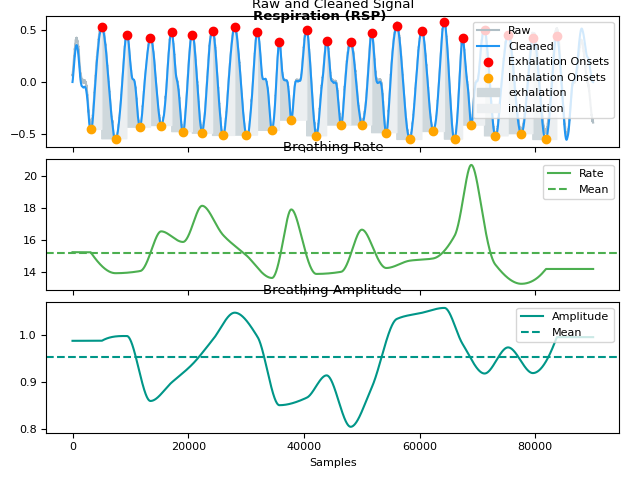 Raw and Cleaned Signal
Respiration (RSP)
0.5
0.0
−0.5
Raw
Cleaned
Exhalation Onsets
Inhalation Onsets
exhalation
inhalation
Breathing Rate
20
18
16
14
Rate
Mean
Breathing Amplitude
1.0
0.9
0.8
Amplitude
Mean
0 20000 40000 60000 80000
Samples